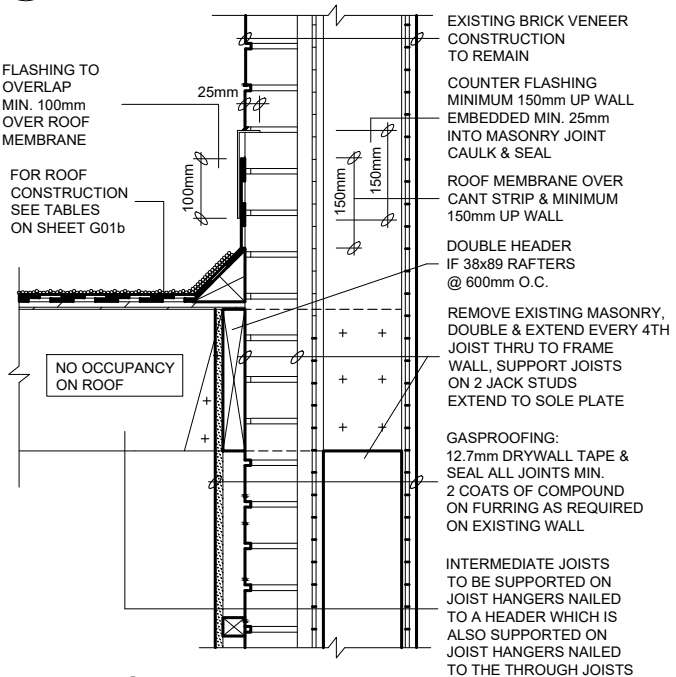 EXISTING BRICK VENEER
CONSTRUCTION
TO REMAIN
FLASHING TO
OVERLAP
MIN. 100mm
OVER ROOF
MEMBRANE
25mm
COUNTER FLASHING
MINIMUM 150mm UP WALL
EMBEDDED MIN. 25mm
INTO MASONRY JOINT
CAULK & SEAL
FOR ROOF
CONSTRUCTION
SEE TABLES
ON SHEET G01b
100mm
150mm
150mm
ROOF MEMBRANE OVER
CANT STRIP & MINIMUM
150mm UP WALL
DOUBLE HEADER
IF 38x89 RAFTERS
@ 600mm O.C.
REMOVE EXISTING MASONRY,
DOUBLE & EXTEND EVERY 4TH
JOIST THRU TO FRAME
WALL, SUPPORT JOISTS
ON 2 JACK STUDS
EXTEND TO SOLE PLATE
NO OCCUPANCY
ON ROOF
GASPROOFING:
12.7mm DRYWALL TAPE &
SEAL ALL JOINTS MIN.
2 COATS OF COMPOUND
ON FURRING AS REQUIRED
ON EXISTING WALL
INTERMEDIATE JOISTS
TO BE SUPPORTED ON
JOIST HANGERS NAILED
TO A HEADER WHICH IS
ALSO SUPPORTED ON
JOIST HANGERS NAILED
TO THE THROUGH JOISTS